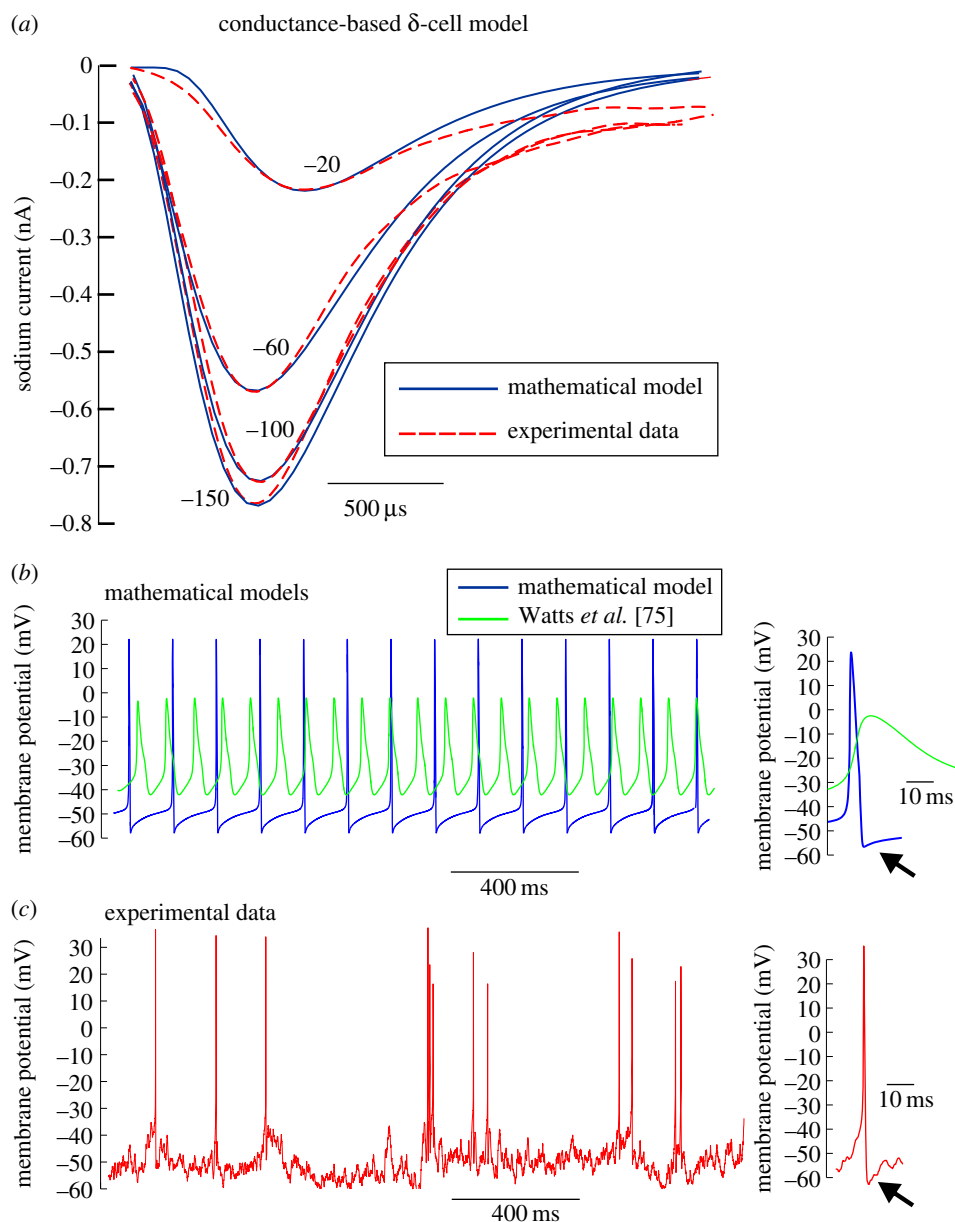 (a) conductance-based δ-cell model
0
–0.1
–0.2
–0.3
–0.4
–0.5
–0.6
–0.7
–0.8
sodium current (nA)
–20
–60
–100
–150
mathematical model
experimental data
500 µs
(b)
mathematical models
mathematical model
Watts et al. [75]
30
20
10
0
–10
–20
–30
–40
–50
–60
membrane potential (mV)
400 ms
30
20
10
0
–10
–20
–30
–40
–50
–60
membrane potential (mV)
10 ms
(c)
experimental data
30
20
10
0
–10
–20
–30
–40
–50
–60
membrane potential (mV)
400 ms
30
20
10
0
–10
–20
–30
–40
–50
–60
membrane potential (mV)
10 ms